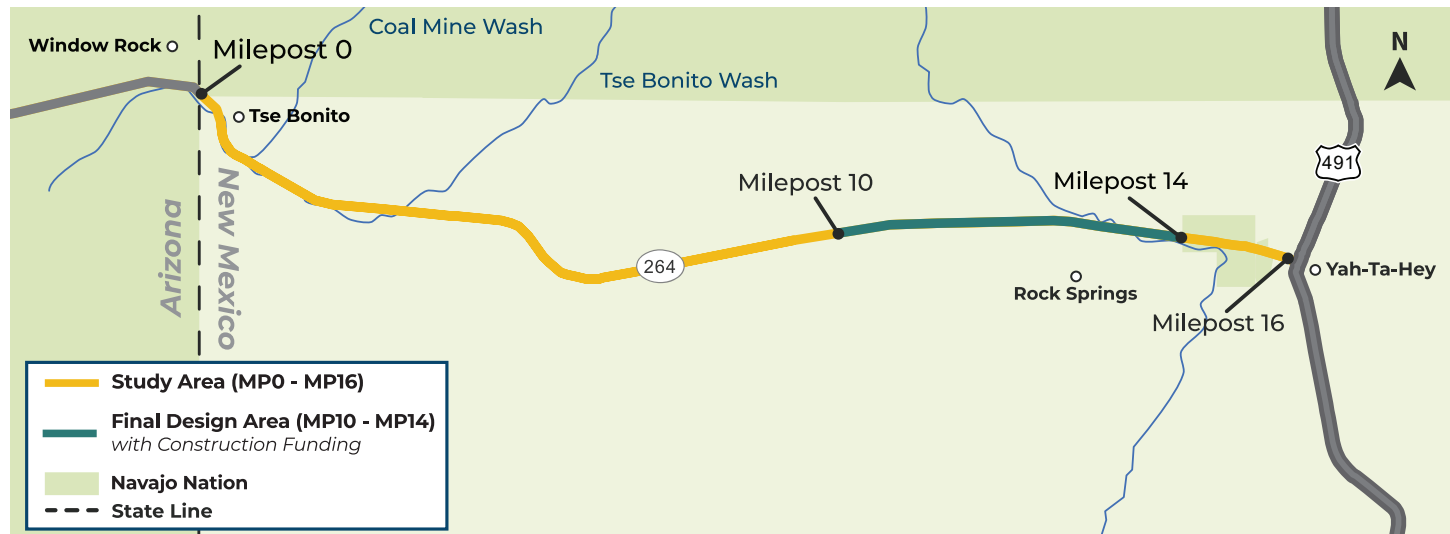 Coal Mine Wash
Window Rock
Milepost 0
N
Tse Bonito Wash
Tse Bonito
491
Milepost 10
Milepost 14
Arizona
New Mexico
264
Yah-Ta-Hey
Rock Springs
Milepost 16
Study Area (MP0 - MP16)
Final Design Area (MP10 - MP14)
with Construction Funding
Navajo Nation
State Line